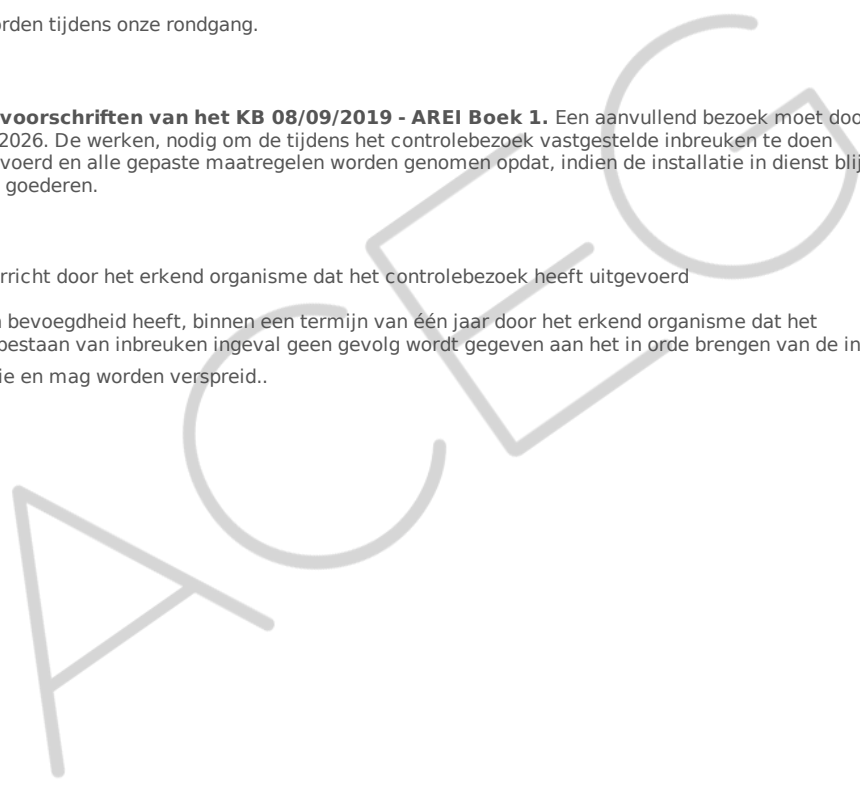 rden tijdens onze rondgang.
voorschriften van het KB 08/09/2019 - AREI Boek 1. Een aanvullend bezoek moet doo
2026. De werken, nodig om de tijdens het controlebezoek vastgestelde inbreuken te doen
voerd en alle gepaste maatregelen worden genomen opdat, indien de installatie in dienst blij
goederen.
rricht door het erkend organisme dat het controlebezoek heeft uitgevoerd
bevoegdheid heeft, binnen een termijn van één jaar door het erkend organisme dat het
bestaan van inbreuken ingeval geen gevolg wordt gegeven aan het in orde brengen van de in
ie en mag worden verspreid..
ACEG